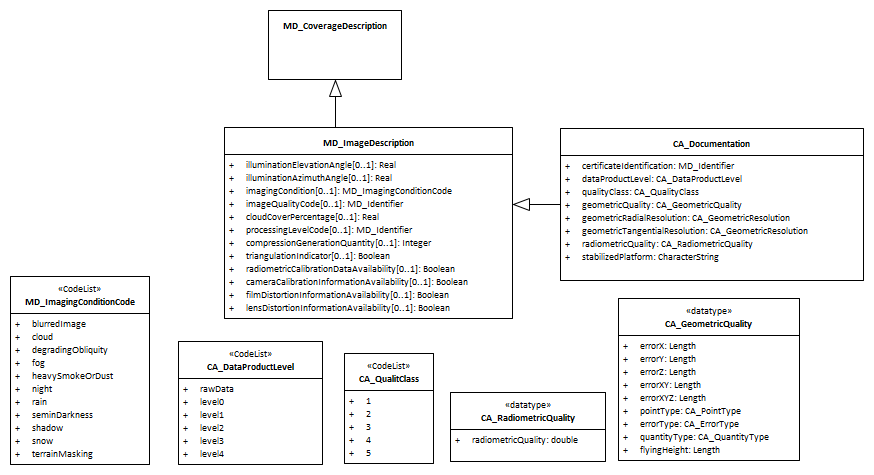 MD_CoverageDescription
MD_ImageDescription
+ illuminationElevationAngle[0..1]: Real
+ illuminationAzimuthAngle[0..1]: Real
+ imagingCondition[0..1]: MD_ImagingConditionCode
+ imageQualityCode[0..1]: MD_Identifier
+ cloudCoverPercentage[0..1]: Real
+ processingLevelCode[0..1]: MD_Identifier
+ compressionGenerationQuantity[0..1]: Integer
+ triangulationIndicator[0..1]: Boolean
+ radiometricCalibrationDataAvailability[0..1]: Boolean
+ cameraCalibrationInformationAvailability[0..1]: Boolean
+ filmDistortionInformationAvailability[0..1]: Boolean
+ lensDistortionInformationAvailability[0..1]: Boolean
CA_Documentation
+ certificateIdentification: MD_Identifier
+ dataProductLevel: CA_DataProductLevel
+ qualityClass: CA_QualityClass
+ geometricQuality: CA_GeometricQuality
+ geometricRadialResolution: CA_GeometricResolution
+ geometricTangentialResolution: CA_GeometricResolution
+ radiometricQuality: CA_RadiometricQuality
+ stabilizedPlatform: CharacterString
«CodeList»
MD_ImagingConditionCode
+ blurredImage
+ cloud
+ degradingObliquity
+ fog
+ heavySmokeOrDust
+ night
+ rain
+ seminDarkness
+ shadow
+ snow
+ terrainMasking
«CodeList»
CA_DataProductLevel
+ rawData
+ level0
+ level1
+ level2
+ level3
+ level4
«CodeList»
CA_QualitClass
+ 1
+ 2
+ 3
+ 4
+ 5
«datatype»
CA_RadiometricQuality
+ radiometricQuality: double
«datatype»
CA_GeometricQuality
+ errorX: Length
+ errorY: Length
+ errorZ: Length
+ errorXY: Length
+ errorXYZ: Length
+ pointType: CA_PointType
+ errorType: CA_ErrorType
+ quantityType: CA_QuantityType
+ flyingHeight: Length